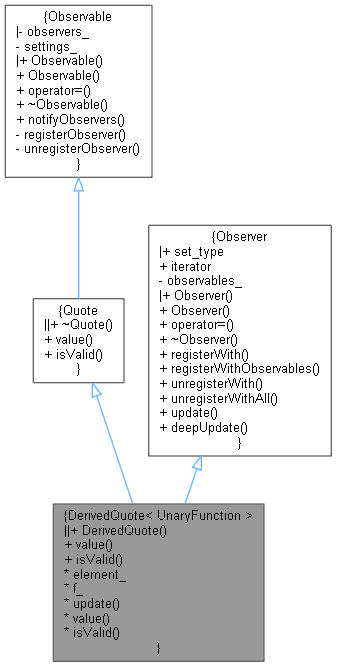 {Observable
|- observers_
- settings_
|+ Observable()
+ Observable()
+ operator=()
+ ~Observable()
+ notifyObservers()
- registerObserver()
- unregisterObserver()
}
{Observer
|+ set_type
+ iterator
- observables_
|+ Observer()
+ Observer()
+ operator=()
+ ~Observer()
+ registerWith()
+ registerWithObservables()
+ unregisterWith()
+ unregisterWithAll()
+ update()
+ deepUpdate()
}
{Quote
||+ ~Quote()
+ value()
+ isValid()
}
{DerivedQuote< UnaryFunction >
||+ DerivedQuote()
+ value()
+ isValid()
* element_
* f_
* update()
* value()
* isValid()
}